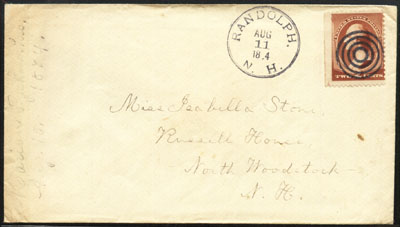 RANDOLPH.
AUG
11
N. H.
TWO CENTS
Miss Isabella Stone,
Russell House,
North Woodstock
N. H.